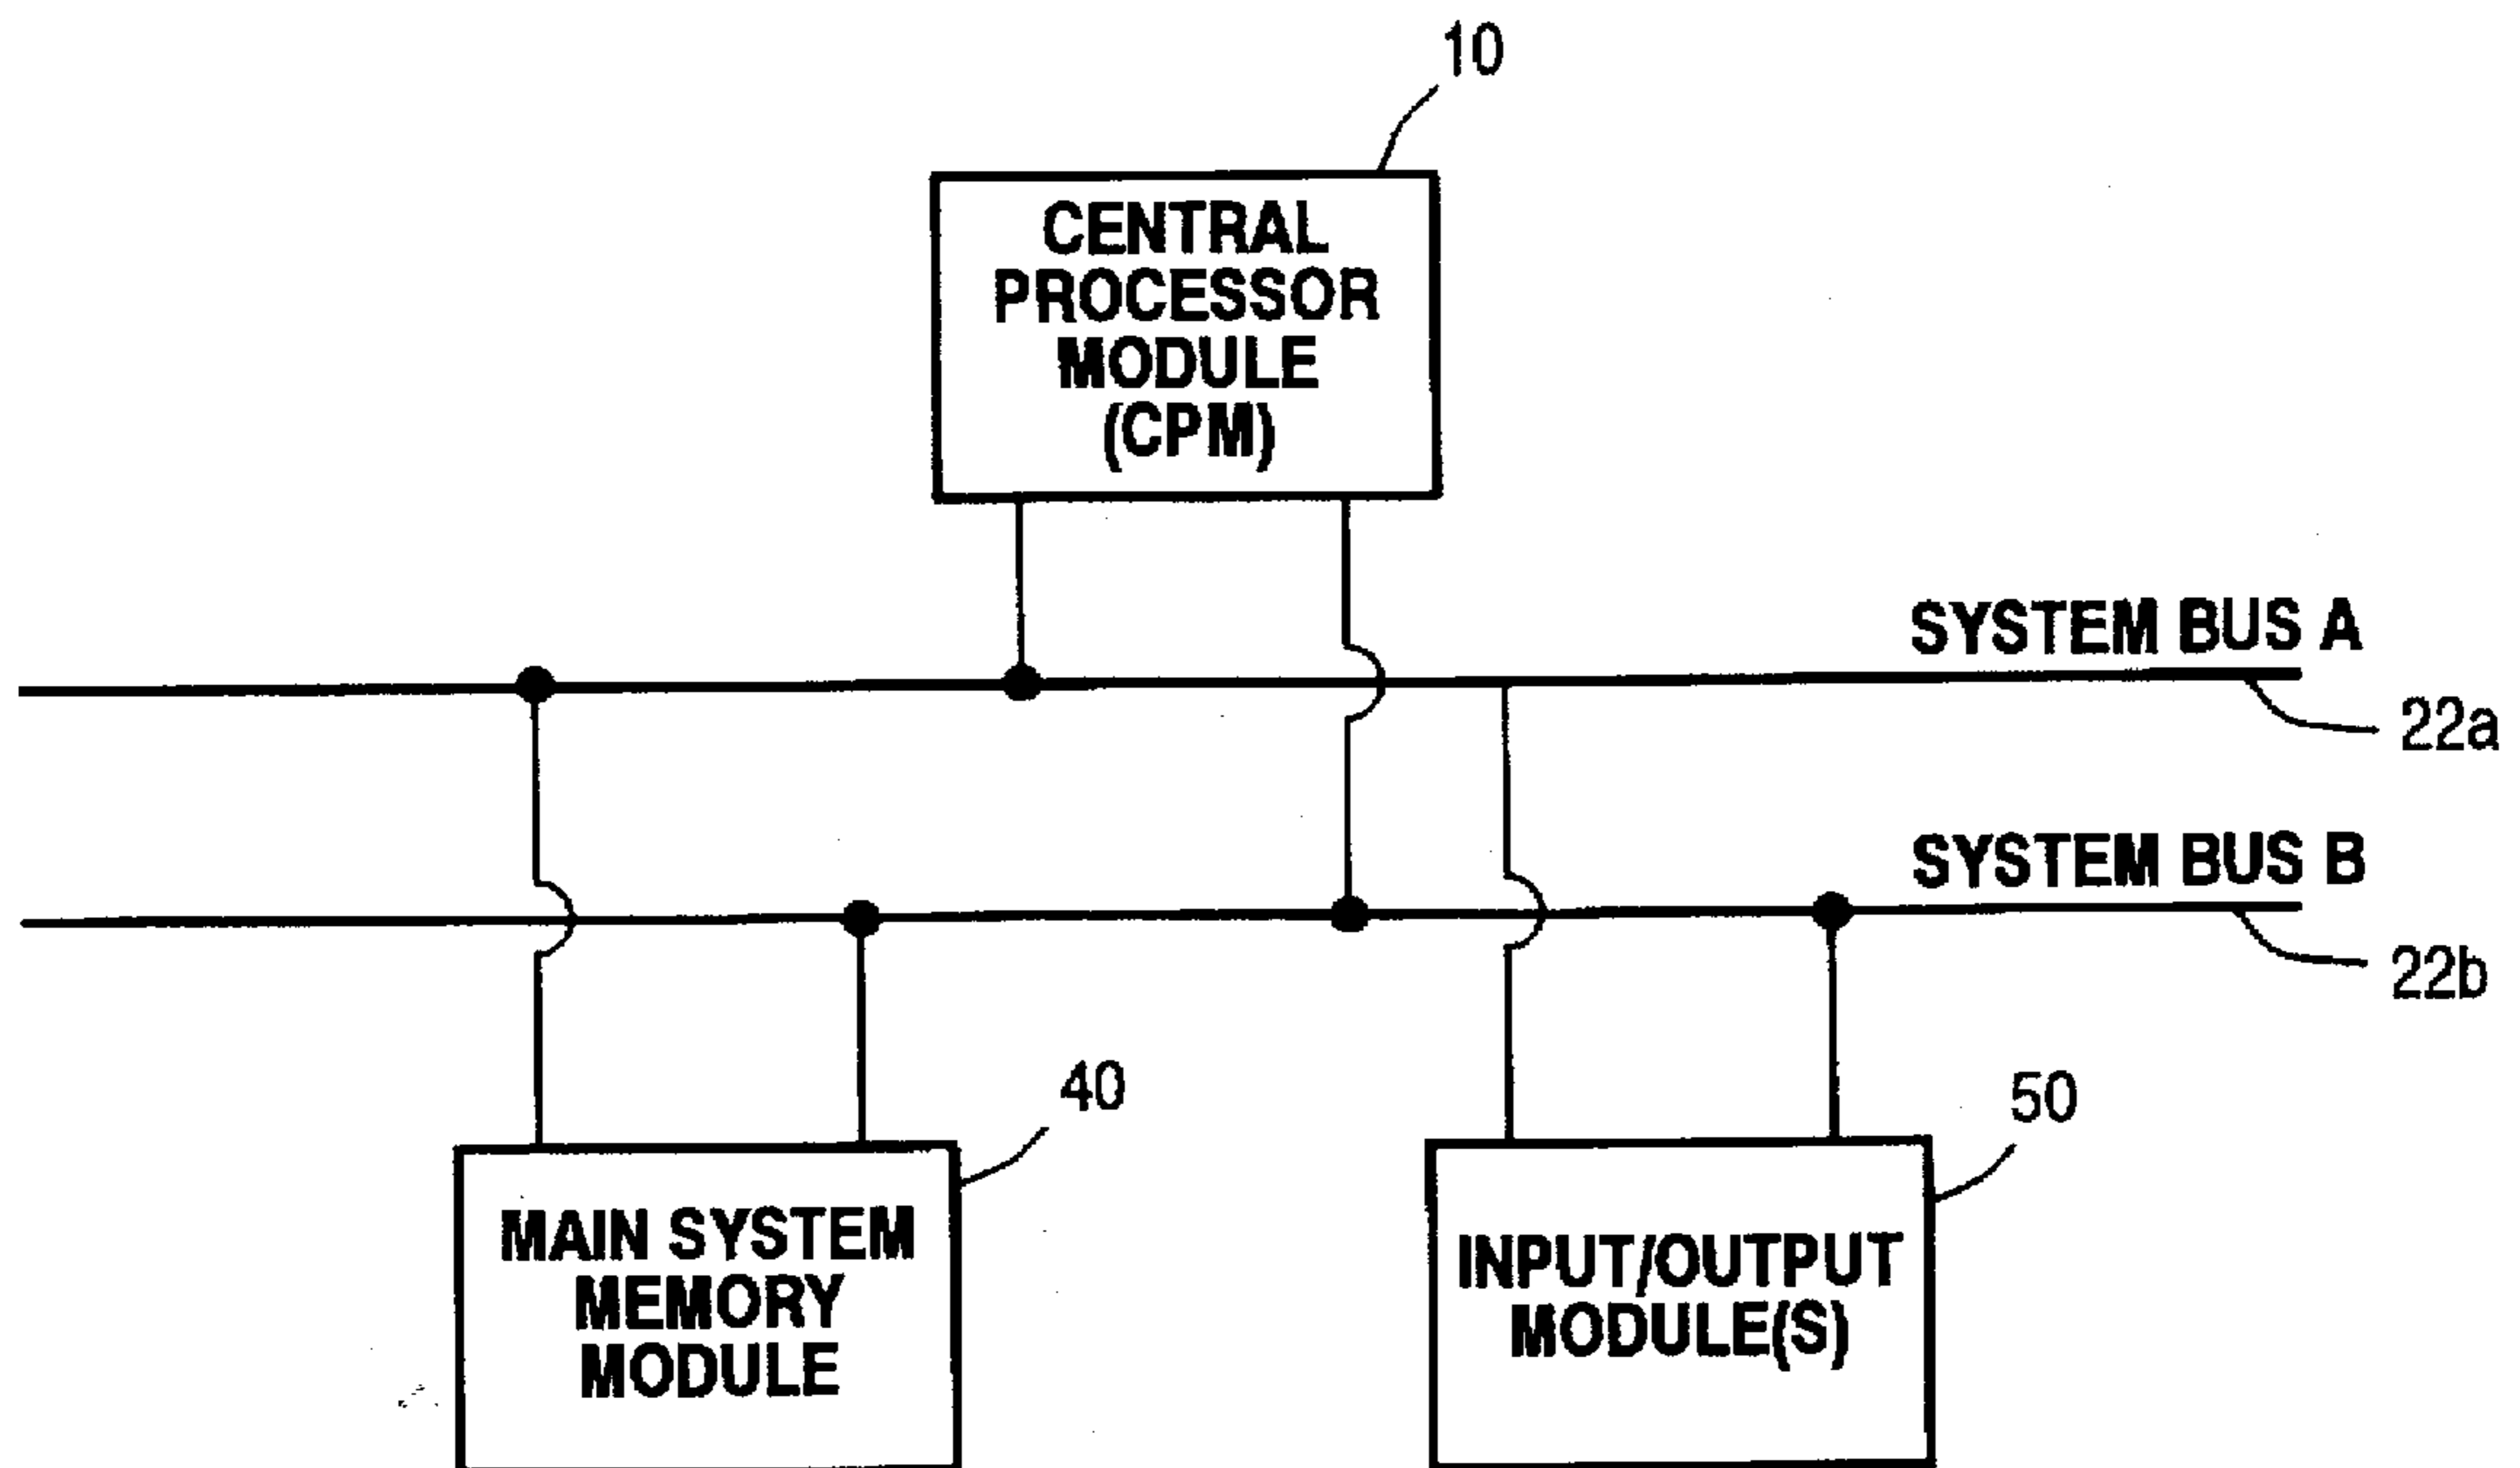 10
CENTRAL
PROCESSOR
MODULE
(CPM)
SYSTEM BUS A
22a
SYSTEM BUS B
22b
40
50
MAIN SYSTEM
MEMORY
MODULE
INPUT/OUTPUT
MODULE(S)